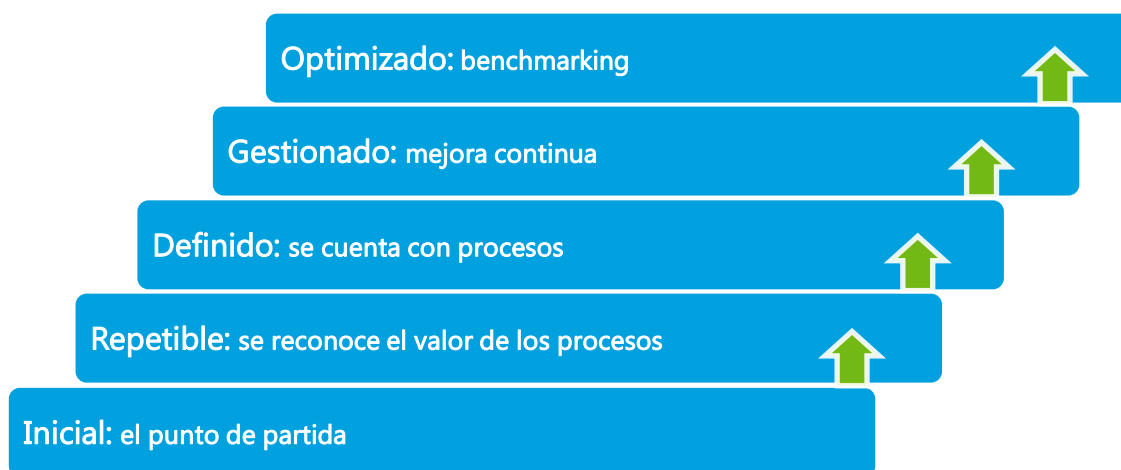 Optimizado: benchmarking
Gestionado: mejora continua
Definido: se cuenta con procesos
Repetible: se reconoce el valor de los procesos
Inicial: el punto de partida